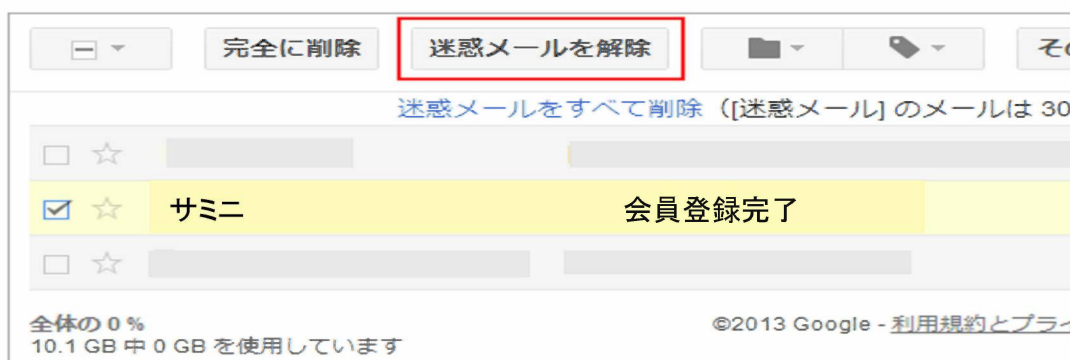 完全に削除 迷惑メールを解除 その
迷惑メールをすべて削除 ([迷惑メール] のメールは 30
サミニ 会員登録完了
全体の 0 % ©2013 Google - 利用規約とプライ
10.1 GB 中 0 GB を使用しています